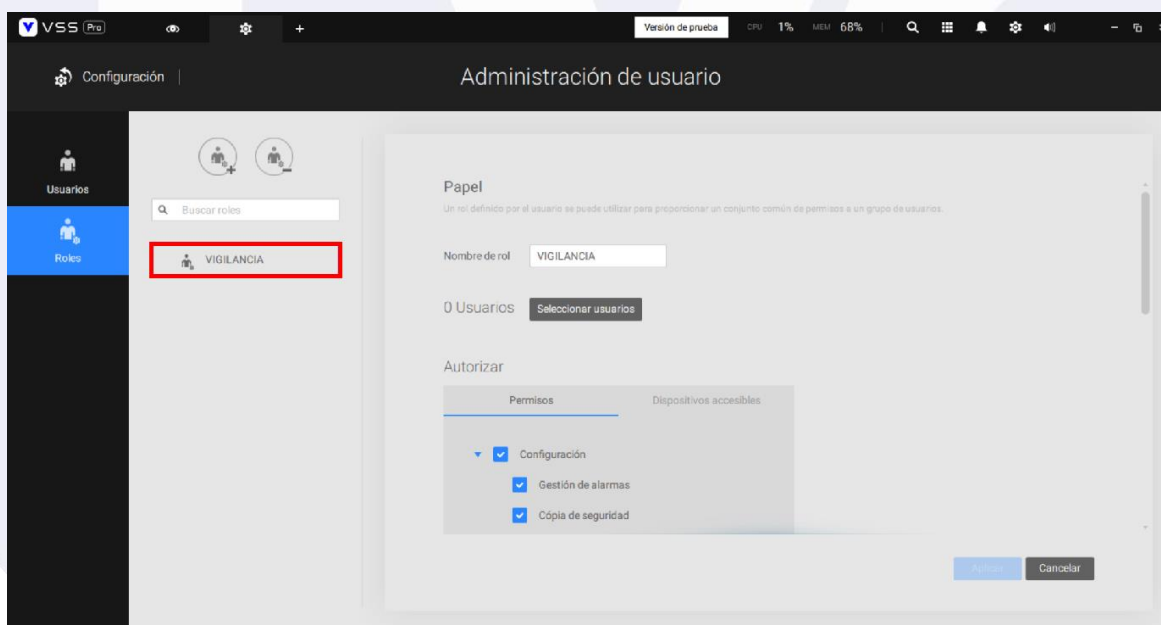 VSS Pro
Versión de prueba
CPU 1% MEM 68%
Configuración
Administración de usuario
Usuarios
Roles
Buscar roles
VIGILANCIA
Papel
Un rol definido por el usuario se puede utilizar para proporcionar un conjunto común de permisos a un grupo de usuarios.
Nombre de rol VIGILANCIA
0 Usuarios Seleccionar usuarios
Autorizar
Permisos Dispositivos accesibles
Configuración
Gestión de alarmas
Cópia de seguridad
Aplicar Cancelar